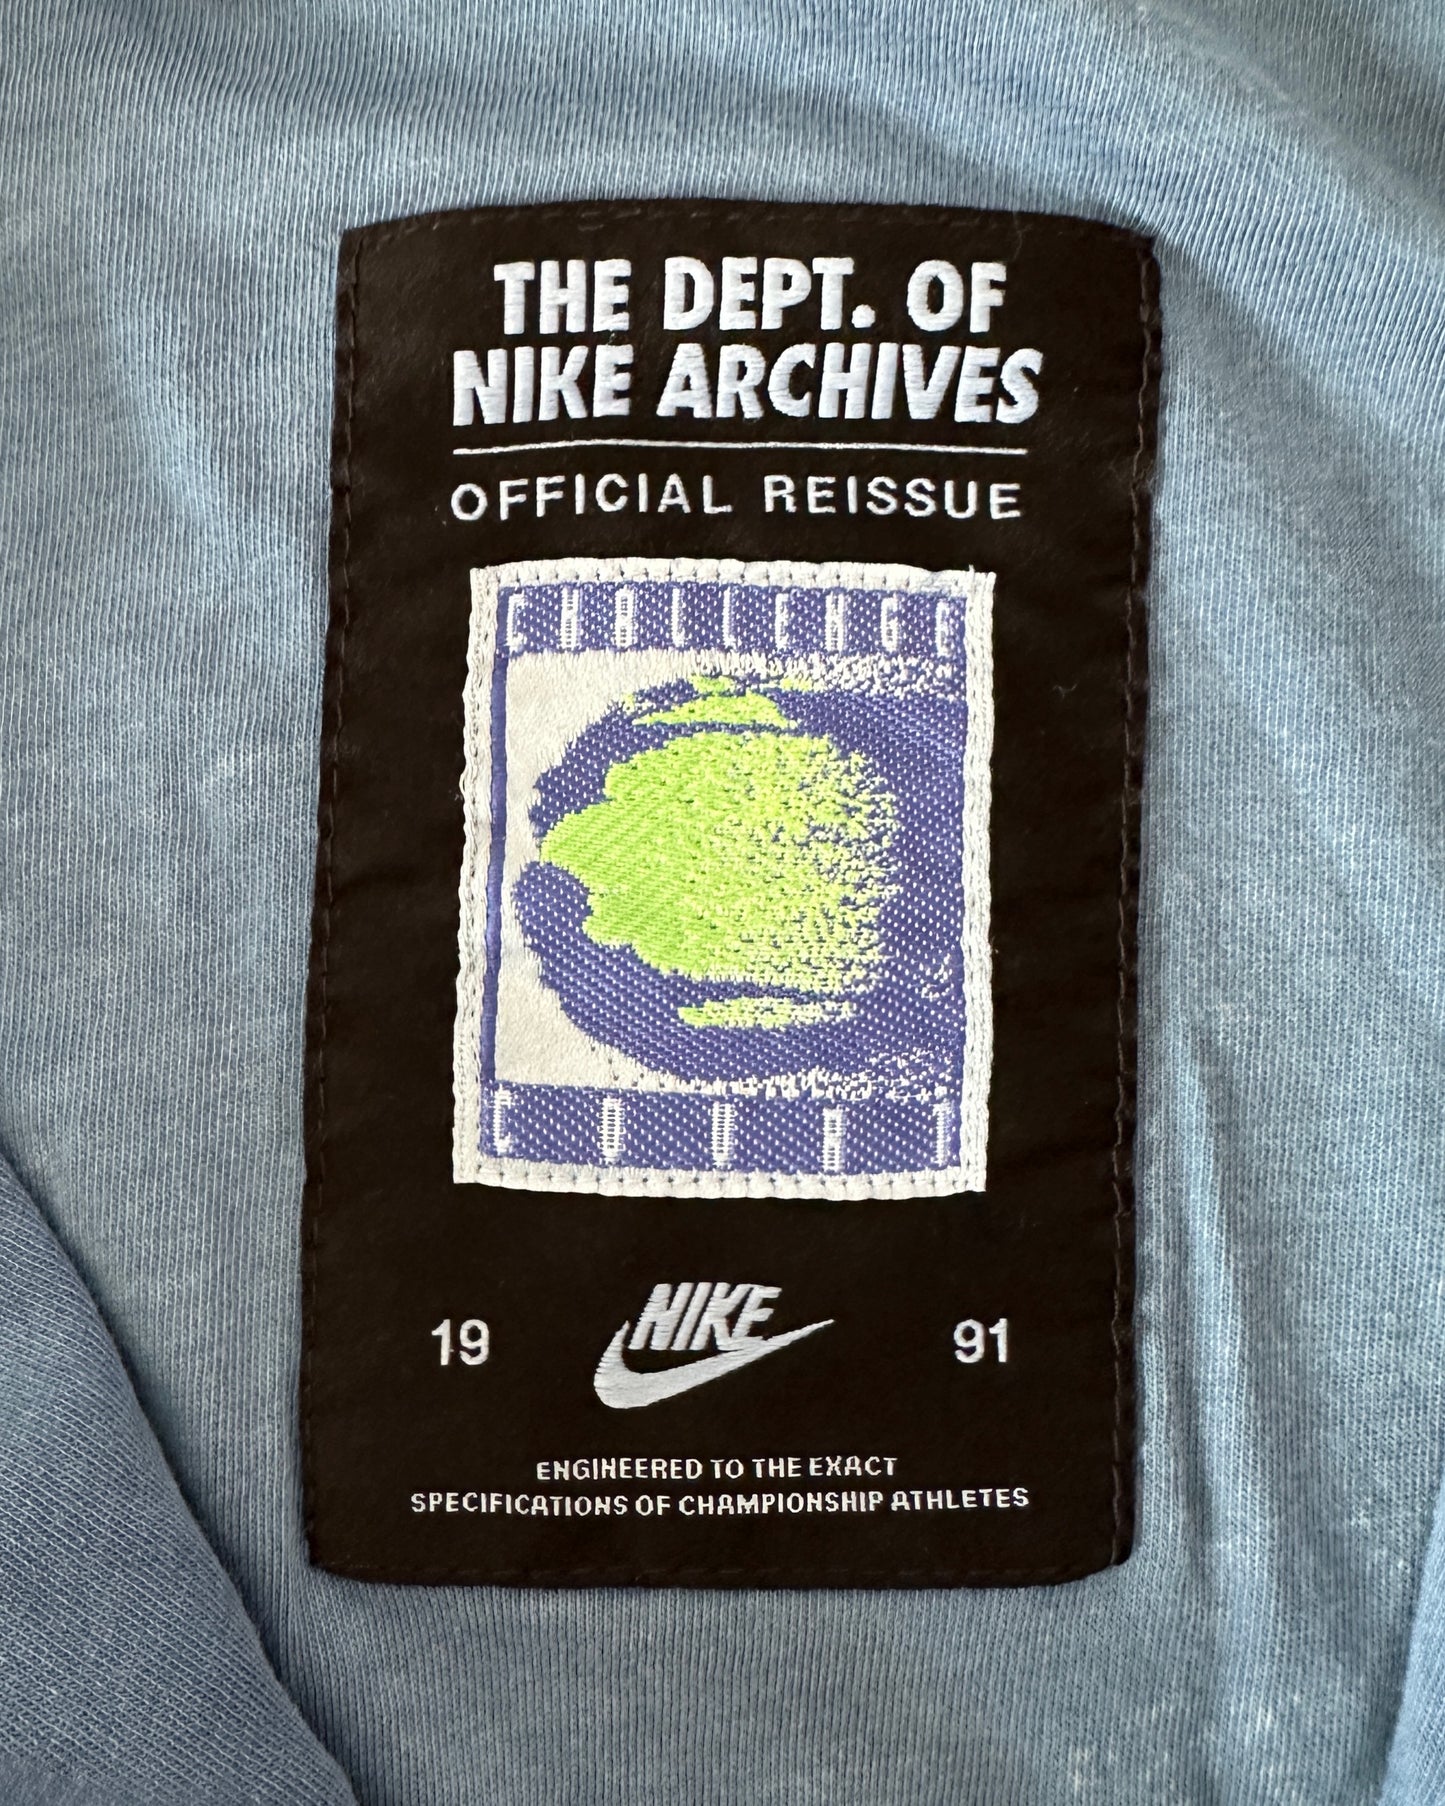 THE DEPT. OF
NIKE ARCHIVES
OFFICIAL REISSUE
CHALLENGE
COURT
19 NIKE 91
ENGINEERED TO THE EXACT
SPECIFICATIONS OF CHAMPIONSHIP ATHLETES